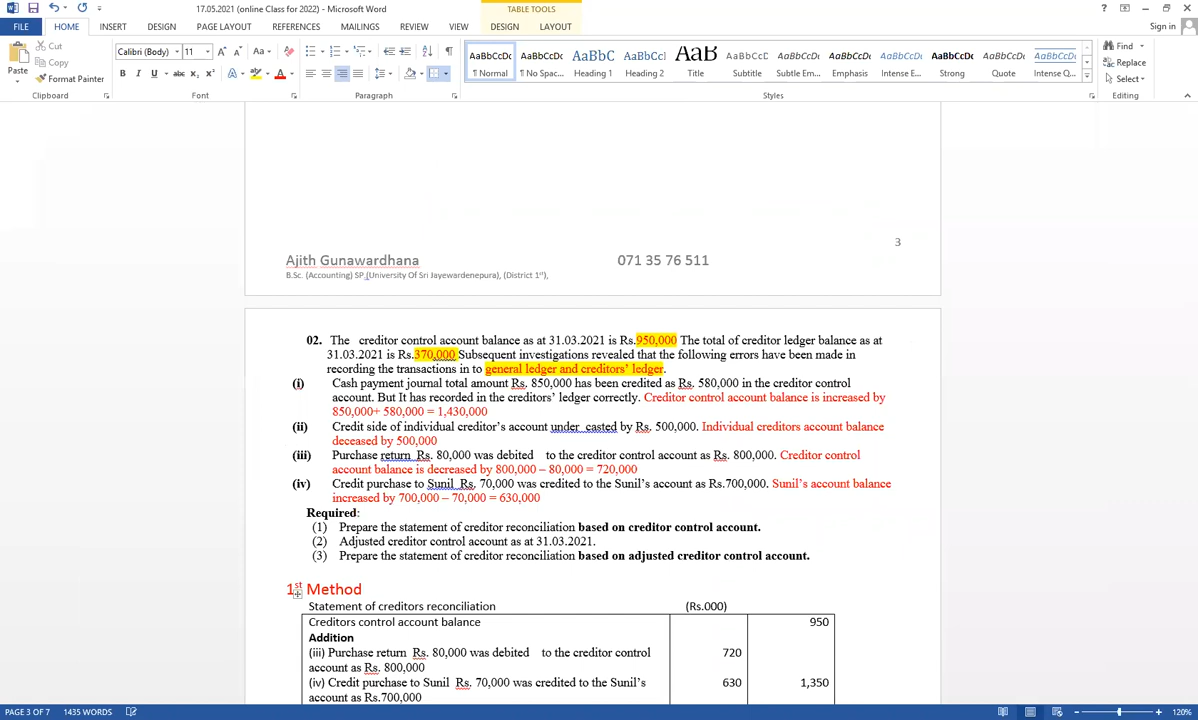 17.05.2021 (online Class for 2022) - Microsoft Word
TABLE TOOLS
FILE HOME INSERT DESIGN PAGE LAYOUT REFERENCES MAILINGS REVIEW VIEW DESIGN LAYOUT Sign in
Paste Cut Copy Format Painter
Calibri (Body) 11
¶ Normal ¶ No Spac... Heading 1 Heading 2 Title Subtitle Subtle Em... Emphasis Intense E... Strong Quote Intense Q...
Find Replace Select
Clipboard Font Paragraph Styles Editing
3
Ajith Gunawardhana 071 35 76 511
B.Sc. (Accounting) SP,(University Of Sri Jayewardenepura), (District 1st),
02. The creditor control account balance as at 31.03.2021 is Rs.950,000 The total of creditor ledger balance as at
31.03.2021 is Rs.370,000 Subsequent investigations revealed that the following errors have been made in
recording the transactions in to general ledger and creditors' ledger.
(i) Cash payment journal total amount Rs. 850,000 has been credited as Rs. 580,000 in the creditor control
account. But It has recorded in the creditors' ledger correctly. Creditor control account balance is increased by
850,000+ 580,000 = 1,430,000
(ii) Credit side of individual creditor's account under casted by Rs. 500,000. Individual creditors account balance
deceased by 500,000
(iii) Purchase return Rs. 80,000 was debited to the creditor control account as Rs. 800,000. Creditor control
account balance is decreased by 800,000 – 80,000 = 720,000
(iv) Credit purchase to Sunil Rs. 70,000 was credited to the Sunil's account as Rs.700,000. Sunil's account balance
increased by 700,000 – 70,000 = 630,000
Required:
(1) Prepare the statement of creditor reconciliation based on creditor control account.
(2) Adjusted creditor control account as at 31.03.2021.
(3) Prepare the statement of creditor reconciliation based on adjusted creditor control account.
1st Method
Statement of creditors reconciliation (Rs.000)
Creditors control account balance 950
Addition
(iii) Purchase return Rs. 80,000 was debited to the creditor control 720
account as Rs. 800,000
(iv) Credit purchase to Sunil Rs. 70,000 was credited to the Sunil's 630 1,350
account as Rs.700,000
PAGE 3 OF 7 1435 WORDS 120%